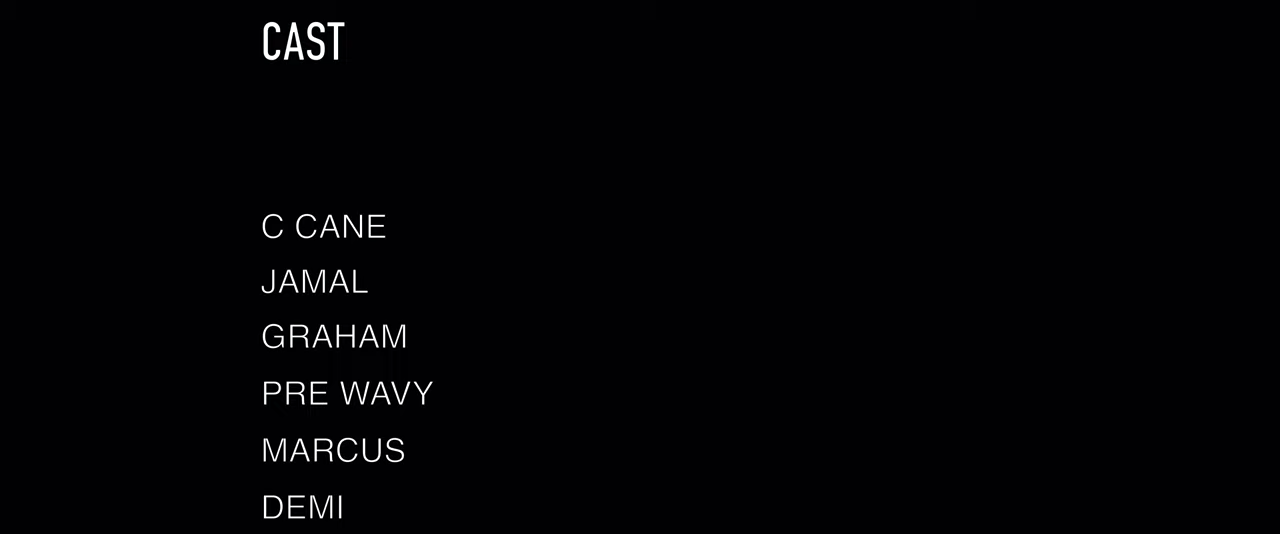 CAST
C CANE
JAMAL
GRAHAM
PRE WAVY
MARCUS
DEMI